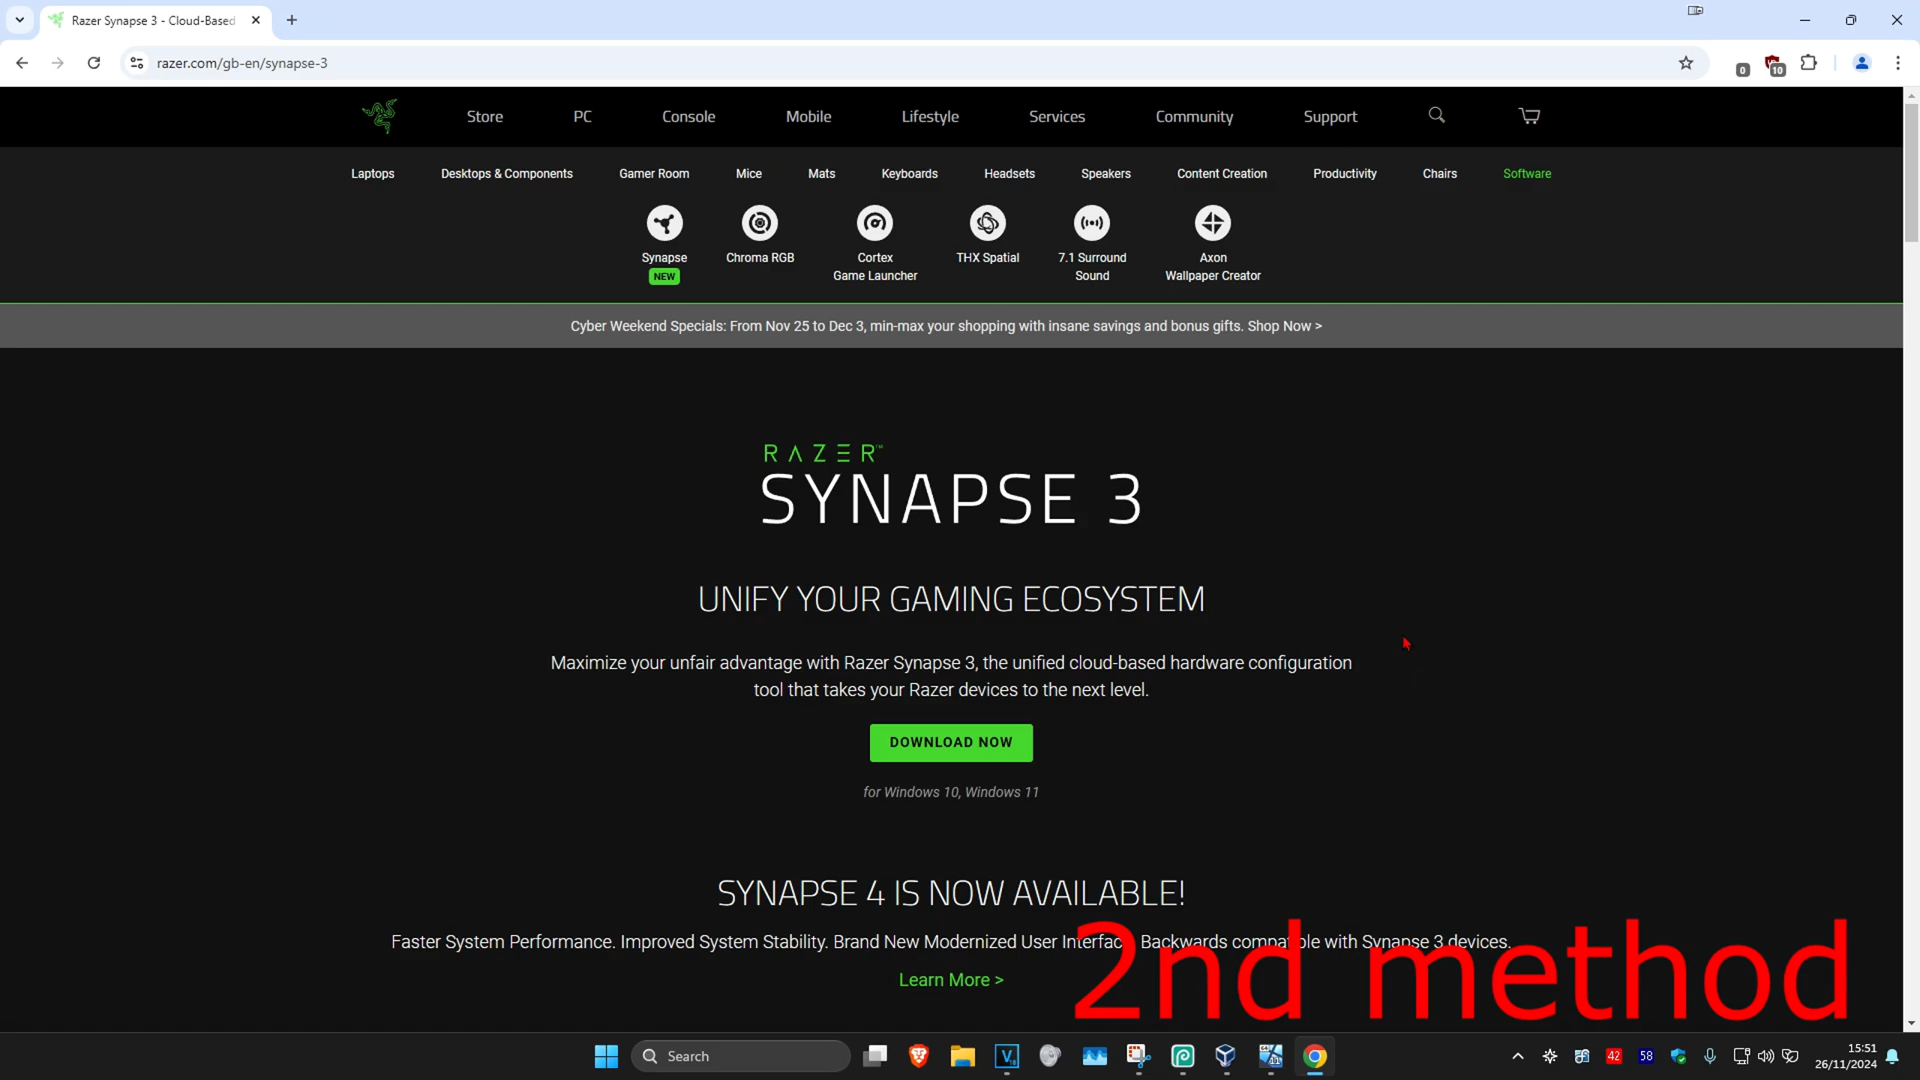 Razer Synapse 3 - Cloud-Based
razer.com/gb-en/synapse-3
0
10
Store PC Console Mobile Lifestyle Services Community Support
Laptops Desktops & Components Gamer Room Mice Mats Keyboards Headsets Speakers Content Creation Productivity Chairs Software
Synapse Chroma RGB Cortex THX Spatial 7.1 Surround Axon
NEW Game Launcher Sound Wallpaper Creator
Cyber Weekend Specials: From Nov 25 to Dec 3, min-max your shopping with insane savings and bonus gifts. Shop Now >
RAZER™
SYNAPSE 3
UNIFY YOUR GAMING ECOSYSTEM
Maximize your unfair advantage with Razer Synapse 3, the unified cloud-based hardware configuration
tool that takes your Razer devices to the next level.
DOWNLOAD NOW
for Windows 10, Windows 11
SYNAPSE 4 IS NOW AVAILABLE!
Faster System Performance. Improved System Stability. Brand New Modernized User Interface. Backwards compatible with Synapse 3 devices.
Learn More >
2nd method
Search
42
58
15:51
26/11/2024